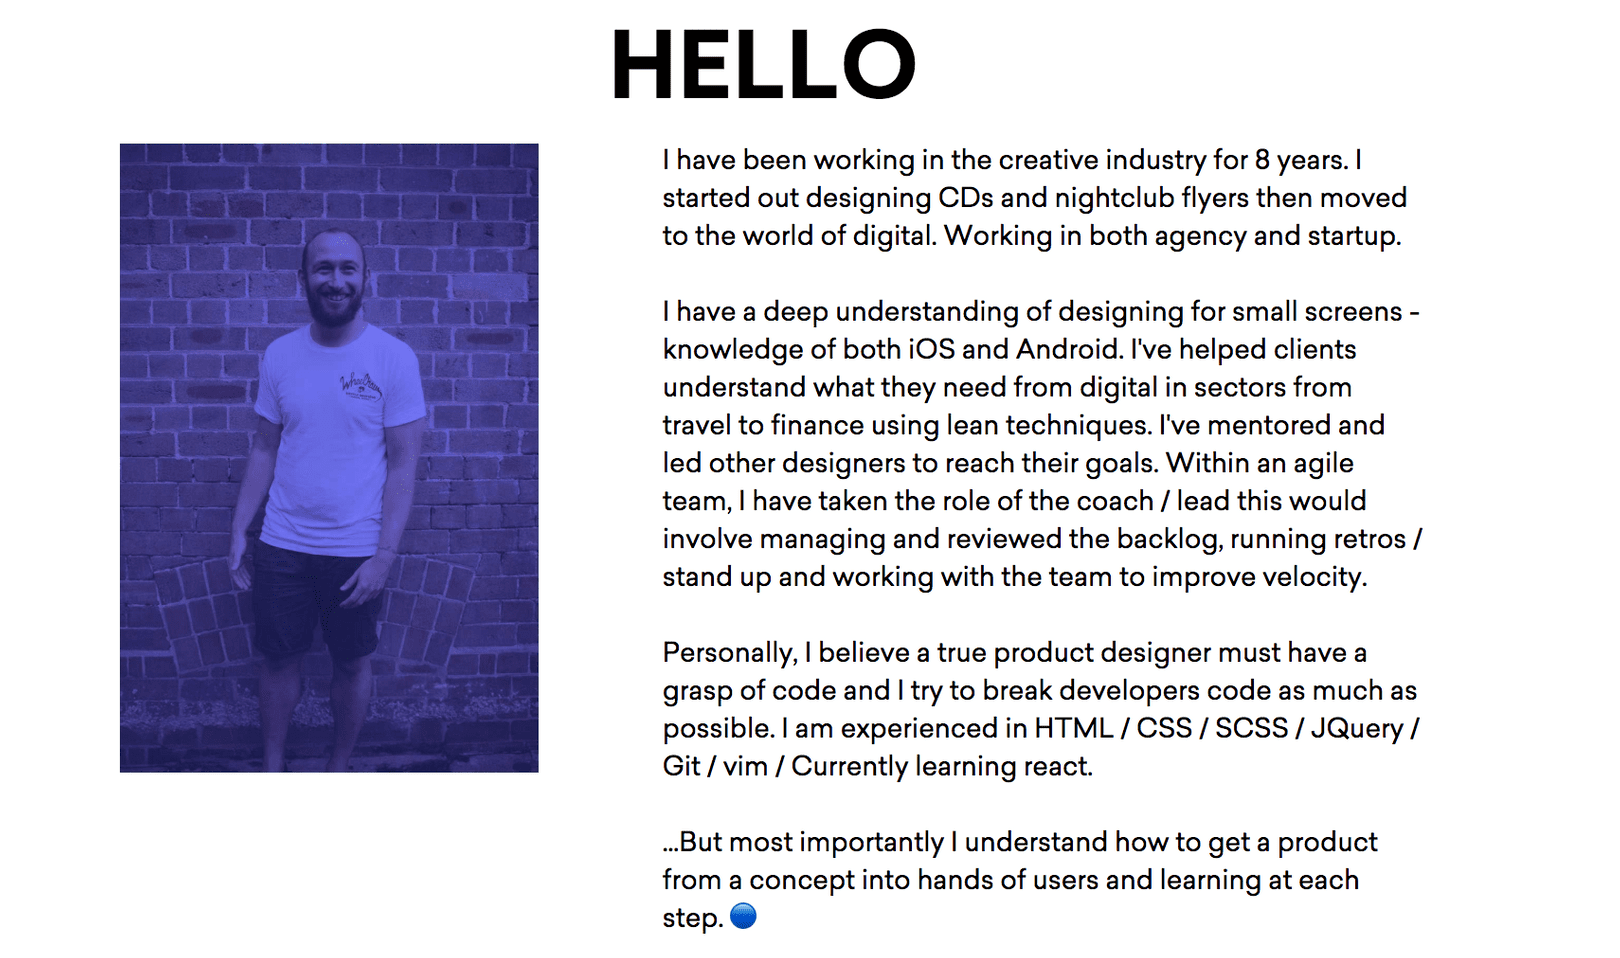 HELLO
I have been working in the creative industry for 8 years. I
started out designing CDs and nightclub flyers then moved
to the world of digital. Working in both agency and startup.
I have a deep understanding of designing for small screens -
knowledge of both iOS and Android. I've helped clients
understand what they need from digital in sectors from
travel to finance using lean techniques. I've mentored and
led other designers to reach their goals. Within an agile
team, I have taken the role of the coach / lead this would
involve managing and reviewed the backlog, running retros /
stand up and working with the team to improve velocity.
Personally, I believe a true product designer must have a
grasp of code and I try to break developers code as much as
possible. I am experienced in HTML / CSS / SCSS / JQuery /
Git / vim / Currently learning react.
...But most importantly I understand how to get a product
from a concept into hands of users and learning at each
step. 🔵